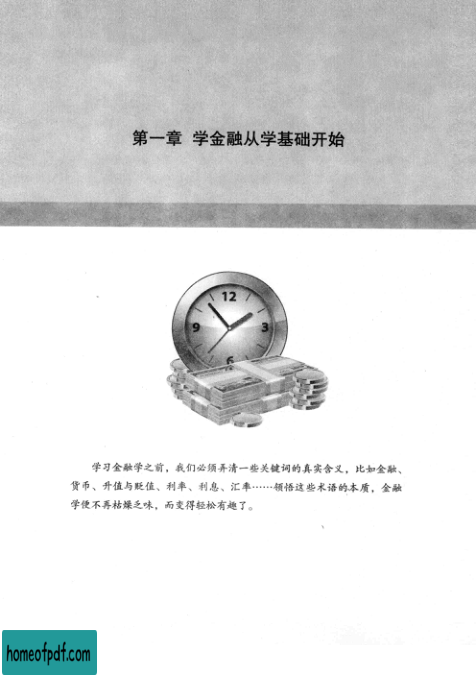 第一章 学金融从学基础开始
12
9
3
6
学习金融学之前，我们必须弄清一些关键词的真实含义，比如金融、
货币、升值与贬值、利率、利息、汇率……领悟这些术语的本质，金融
学便不再枯燥乏味，而变得轻松有趣了。
homeofpdf.com